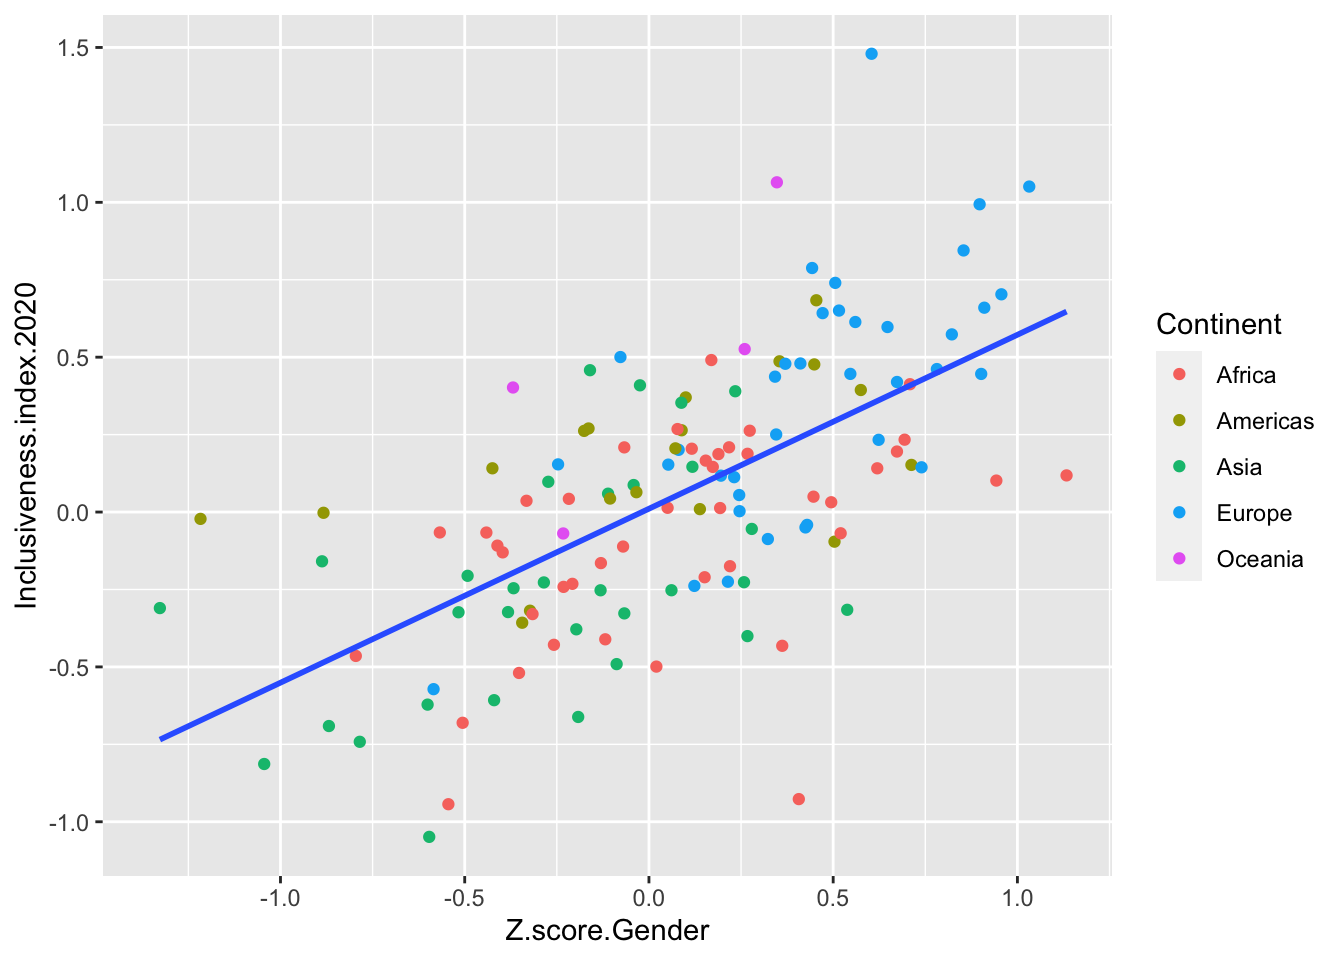 Inclusiveness.index.2020
1.5
1.0
0.5
0.0
-0.5
-1.0
-1.0 -0.5 0.0 0.5 1.0
Z.score.Gender
Continent
Africa
Americas
Asia
Europe
Oceania